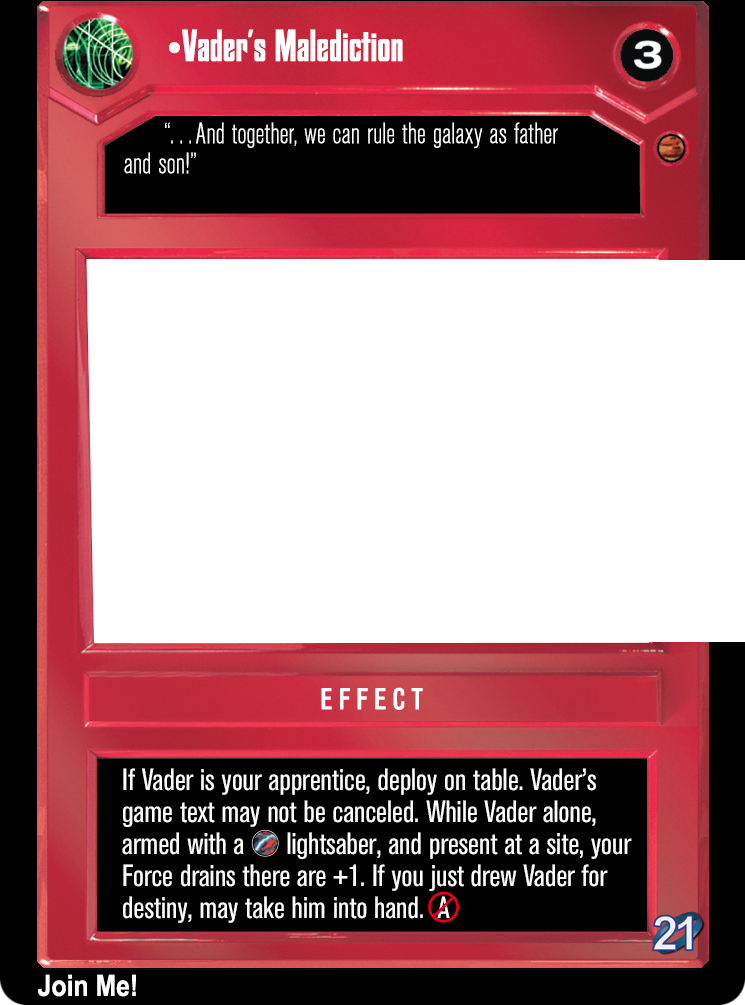 •Vader's Malediction
3
“. . . And together, we can rule the galaxy as father
and son!”
EFFECT
If Vader is your apprentice, deploy on table. Vader's
game text may not be canceled. While Vader alone,
armed with a lightsaber, and present at a site, your
Force drains there are +1. If you just drew Vader for
destiny, may take him into hand. A
21
Join Me!